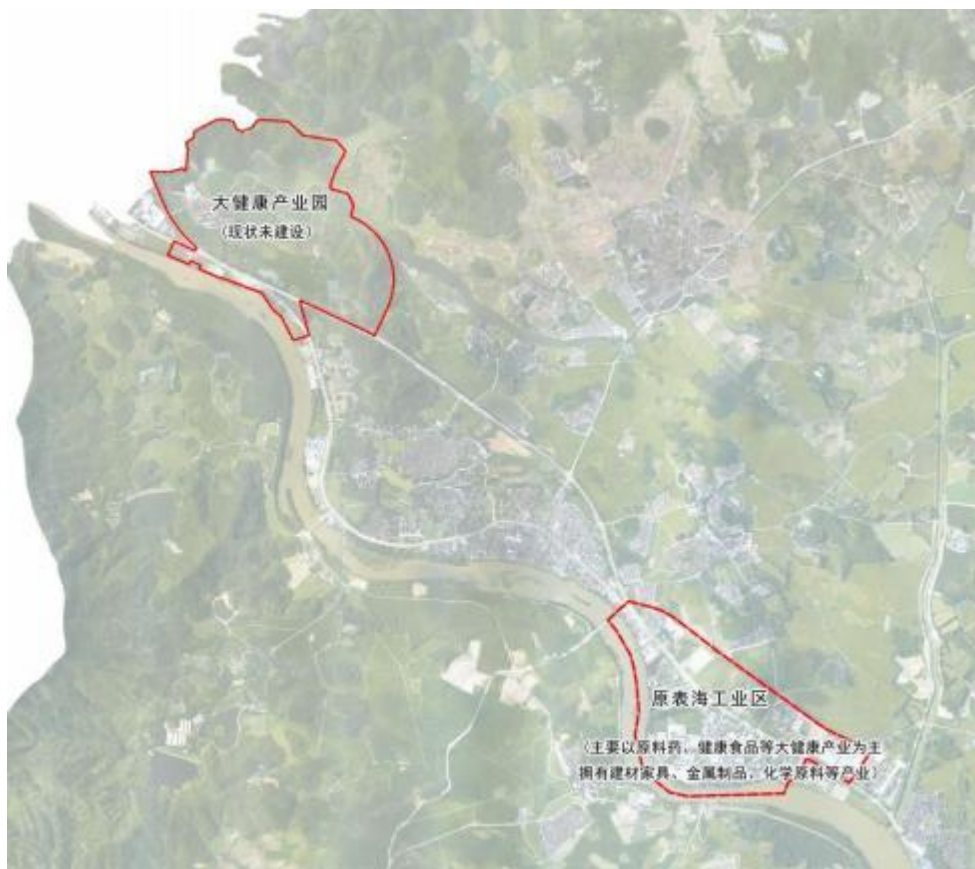 大健康产业园
（现状未建设）
原表海工业区
（主要以原料药、健康食品等大健康产业为主
拥有建材家具、金属制品、化学原料等产业）